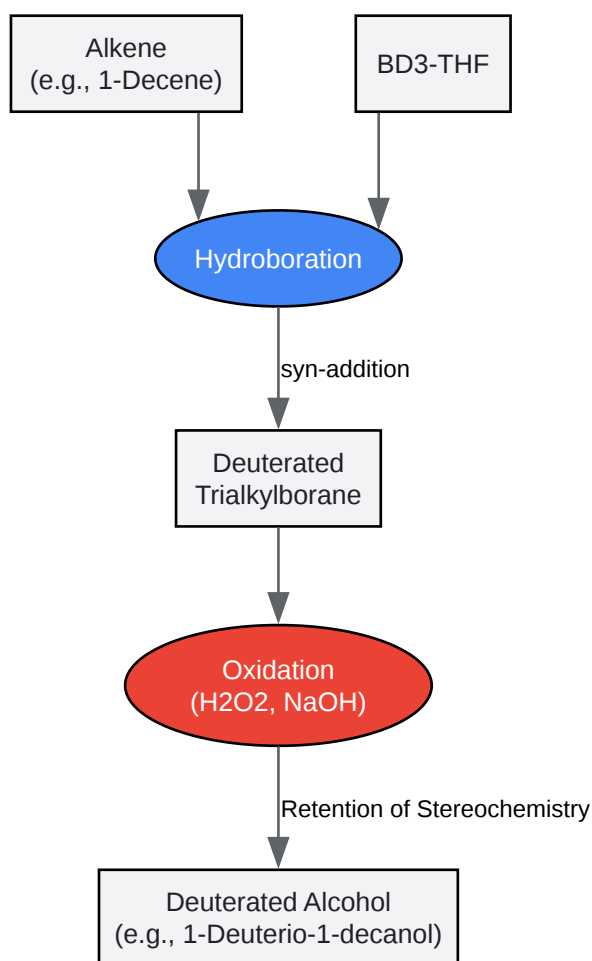 Alkene
(e.g., 1-Decene)
BD3-THF
Hydroboration
syn-addition
Deuterated
Trialkylborane
Oxidation
(H2O2, NaOH)
Retention of Stereochemistry
Deuterated Alcohol
(e.g., 1-Deuterio-1-decanol)